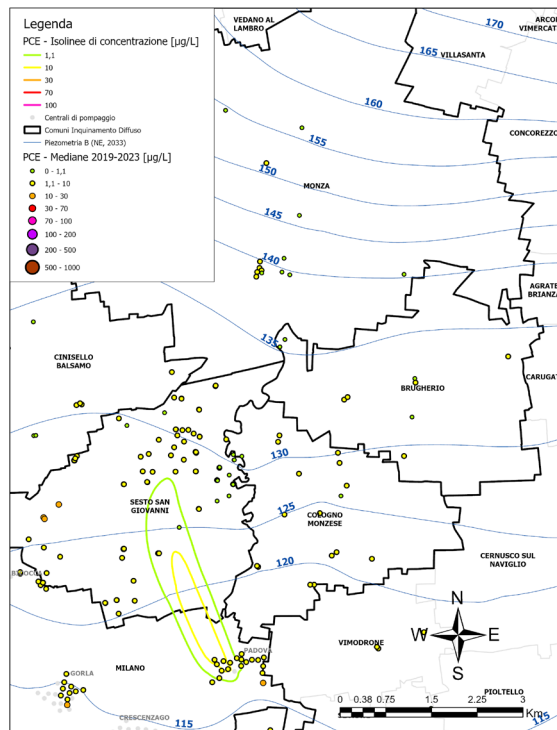 Legenda
PCE - Isolinee di concentrazione [µg/L]
1,1
10
30
70
100
Centrali di pompaggio
Comuni Inquinamento Diffuso
Piezometria B (NE, 2033)
PCE - Mediane 2019-2023 [µg/L]
0 - 1,1
1,1 - 10
10 - 30
30 - 70
70 - 100
100 - 200
200 - 500
500 - 1000
VEDANO AL
LAMBRO
170
ARCOR
VIMERCAT
165
VILLASANTA
160
CONCOREZZO
155
150
MONZA
145
140
AGRATE
BRIANZA
135
CINISELLO
BALSAMO
CARUGAT
BRUGHERIO
130
SESTO SAN
GIOVANNI
125
COLOGNO
MONZESE
120
CERNUSCO SUL
NAVIGLIO
N
W
E
S
VIMODRONE
PADOVA
MILANO
GORLA
PIOLTELLO
0
0.38
0.75
1.5
2.25
3
Km
CRESCENZAGO
115
115